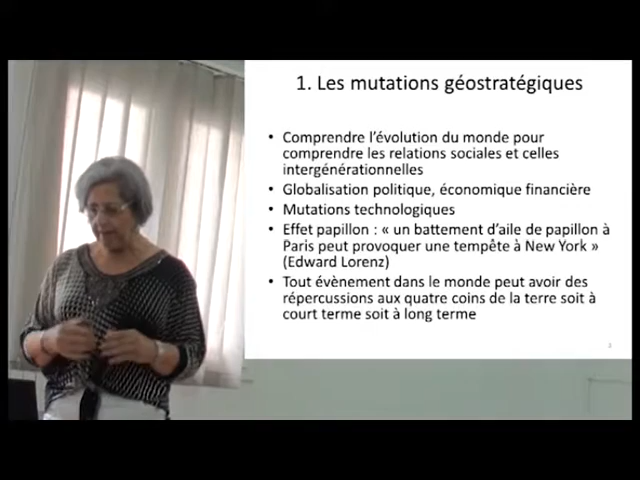 1. Les mutations géostratégiques
• Comprendre l'évolution du monde pour
comprendre les relations sociales et celles
intergénérationnelles
• Globalisation politique, économique financière
• Mutations technologiques
• Effet papillon : « un battement d'aile de papillon à
Paris peut provoquer une tempête à New York »
(Edward Lorenz)
• Tout évènement dans le monde peut avoir des
répercussions aux quatre coins de la terre soit à
court terme soit à long terme
2